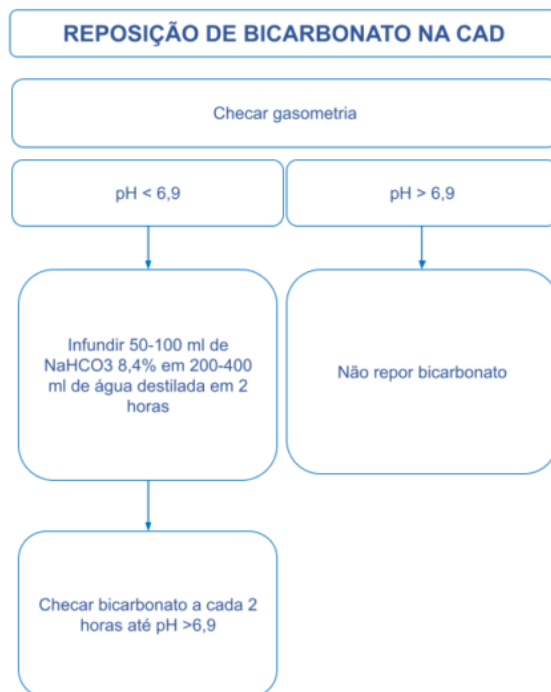 REPOSIÇÃO DE BICARBONATO NA CAD
Checar gasometria
pH < 6,9
pH > 6,9
Infundir 50-100 ml de
NaHCO3 8,4% em 200-400
ml de água destilada em 2
horas
Não repor bicarbonato
Checar bicarbonato a cada 2
horas até pH >6,9